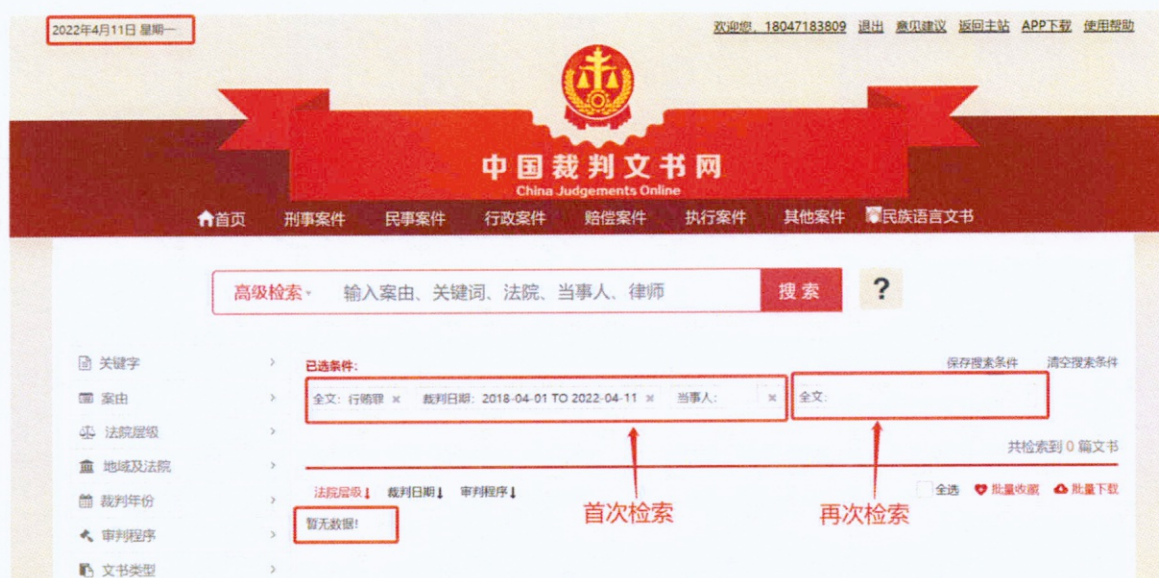 2022年4月11日 星期一
欢迎您，18047183809 退出 意见建议 返回主站 APP下载 使用帮助
中国裁判文书网
China Judgements Online
首页 刑事案件 民事案件 行政案件 赔偿案件 执行案件 其他案件 民族语言文书
高级检索 输入案由、关键词、法院、当事人、律师 搜索 ?
关键字
案由
法院层级
地域及法院
裁判年份
审判程序
文书类型
已选条件:
保存搜索条件 清空搜索条件
全文: 行贿罪 × 裁判日期: 2018-04-01 TO 2022-04-11 × 当事人: × 全文:
共检索到 0 篇文书
法院层级↓ 裁判日期↓ 审判程序↓
全选 批量收藏 批量下载
暂无数据!
首次检索
再次检索